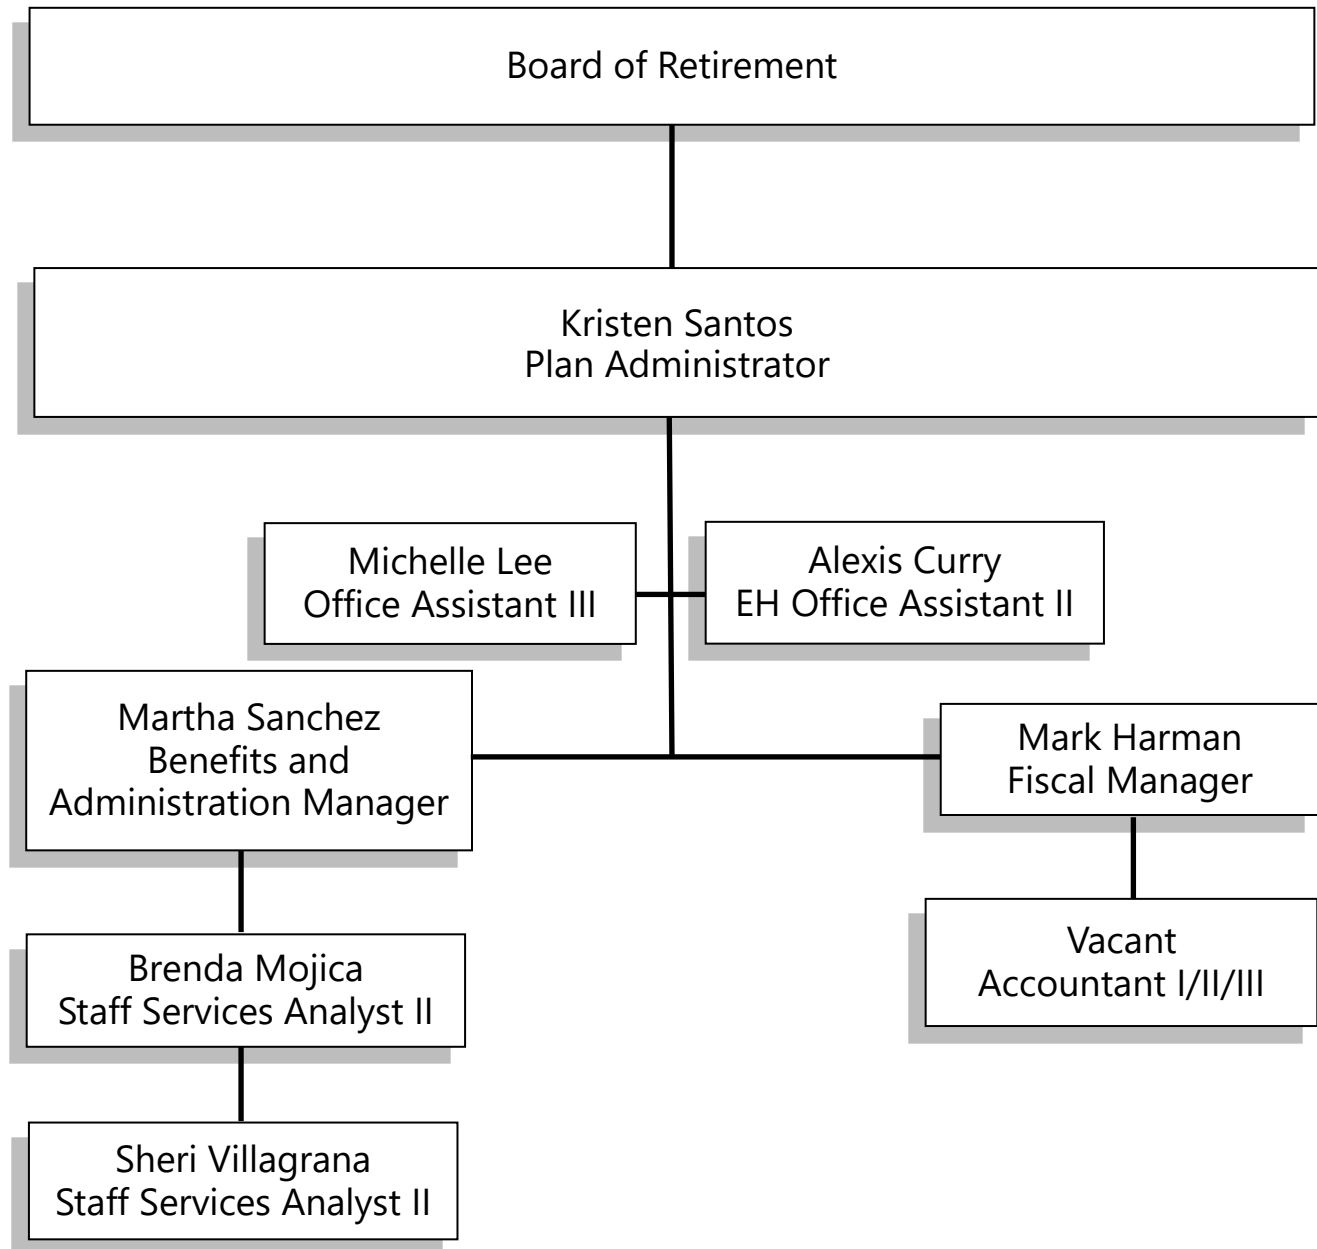 Board of Retirement
Kristen Santos
Plan Administrator
Michelle Lee
Office Assistant III
Alexis Curry
EH Office Assistant II
Martha Sanchez
Benefits and
Administration Manager
Mark Harman
Fiscal Manager
Brenda Mojica
Staff Services Analyst II
Vacant
Accountant I/II/III
Sheri Villagrana
Staff Services Analyst II